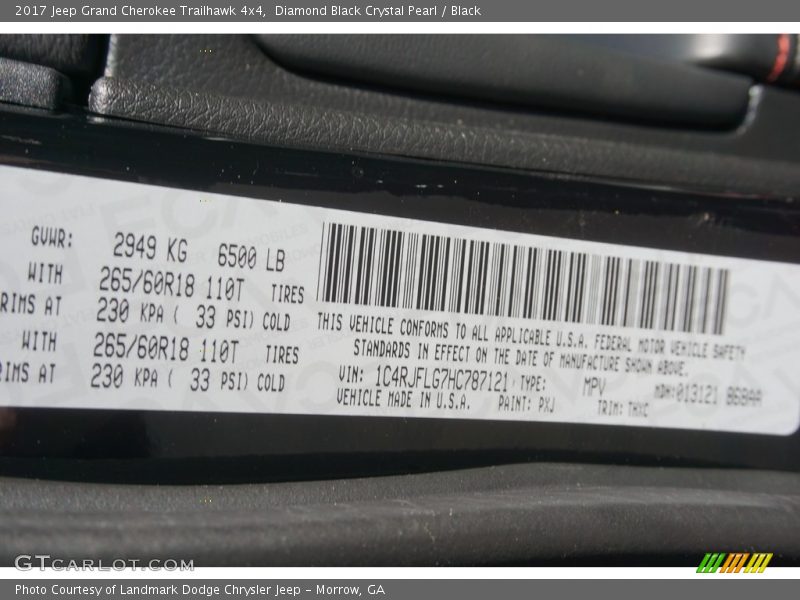 2017 Jeep Grand Cherokee Trailhawk 4x4, Diamond Black Crystal Pearl / Black
GVWR: 2949 KG 6500 LB
WITH 265/60R18 110T TIRES
RIMS AT 230 KPA ( 33 PSI) COLD
WITH 265/60R18 110T TIRES
RIMS AT 230 KPA ( 33 PSI) COLD
THIS VEHICLE CONFORMS TO ALL APPLICABLE U.S.A. FEDERAL MOTOR VEHICLE SAFETY
STANDARDS IN EFFECT ON THE DATE OF MANUFACTURE SHOWN ABOVE.
VIN: 1C4RJFLG7HC787121 TYPE: MPV MDH:013121 868AA
VEHICLE MADE IN U.S.A. PAINT: PXJ TRIM:
GTCARLOT.COM
Photo Courtesy of Landmark Dodge Chrysler Jeep – Morrow, GA